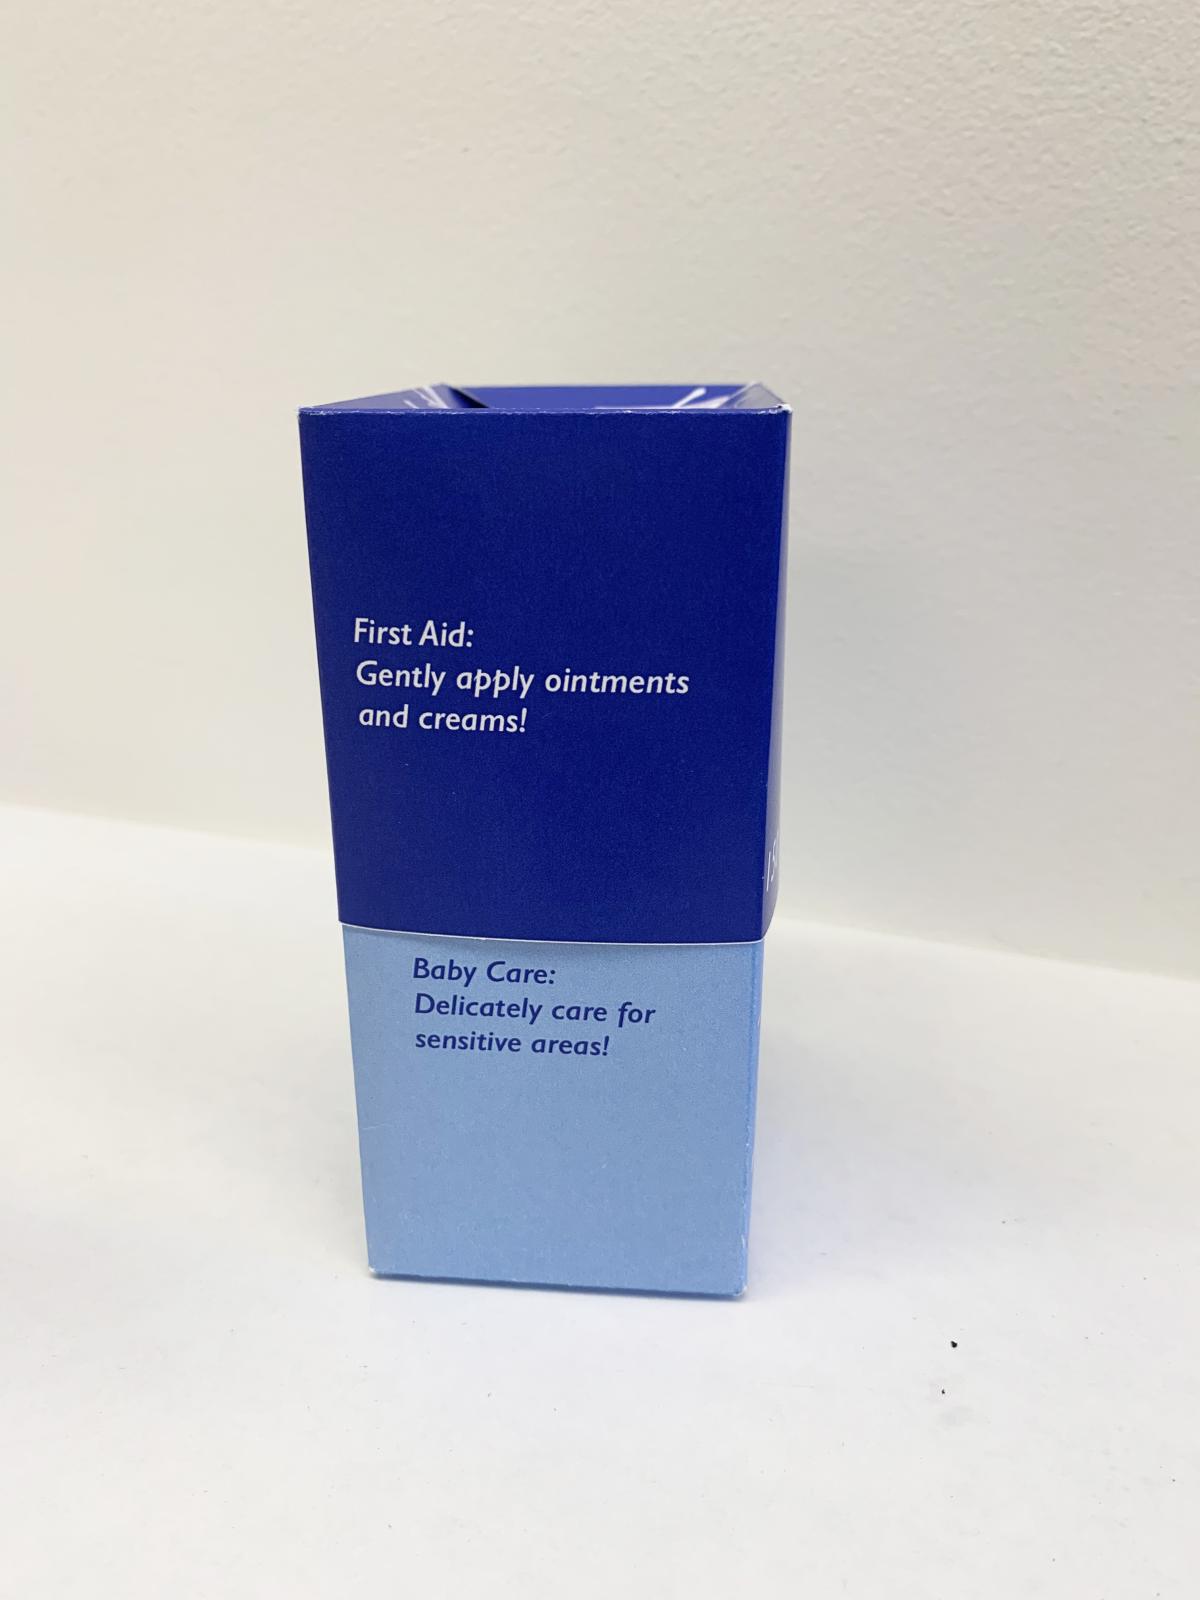 First Aid:
Gently apply ointments
and creams!
Baby Care:
Delicately care for
sensitive areas!